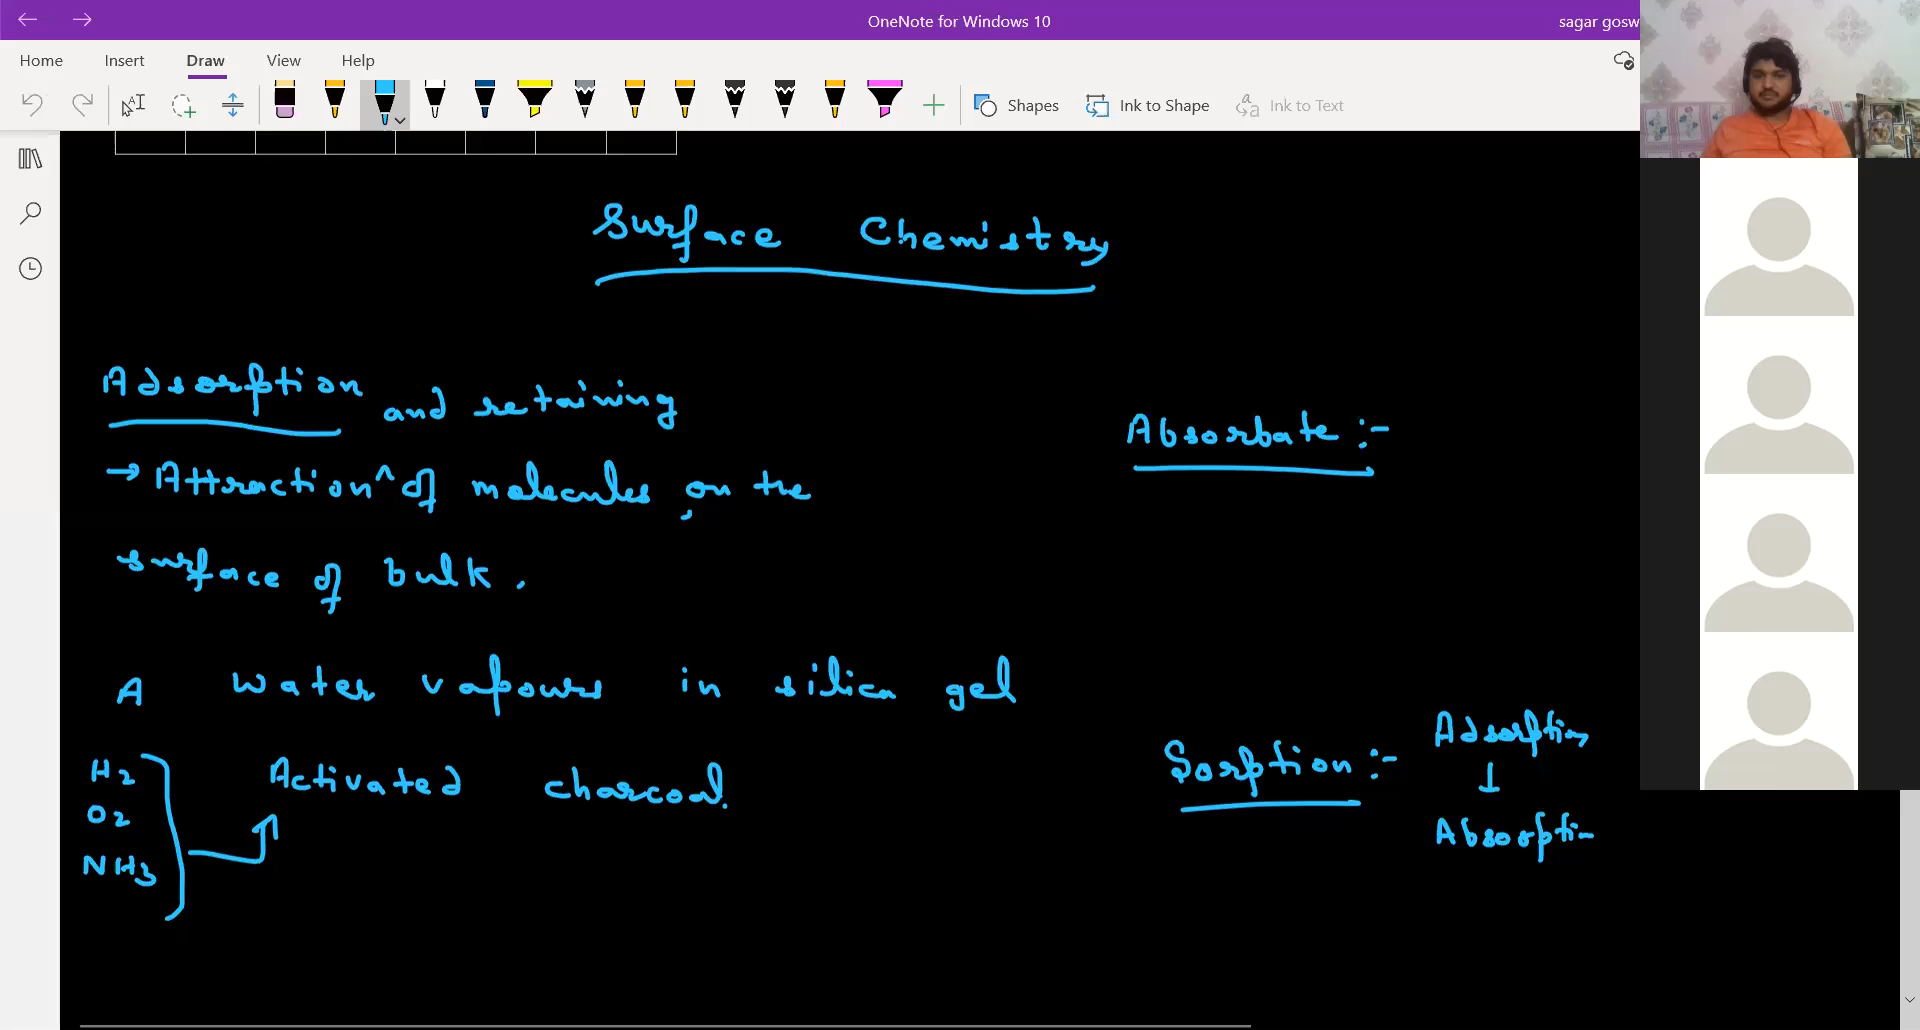 OneNote for Windows 10
sagar gosw
Home Insert Draw View Help
Shapes Ink to Shape Ink to Text
Surface Chemistry
Adsorption
and retaining
→ Attraction ^ of molecules on the
surface of bulk.
A water vapours in silica gel
H2
O2
NH3
Activated charcoal.
Absorbate :-
Sorption :-
Adsorption
↓
Absorption